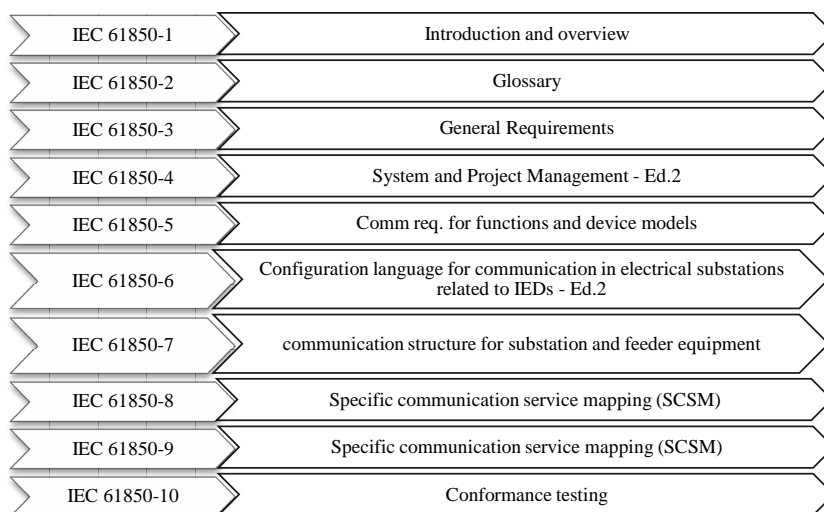 IEC 61850-1
Introduction and overview
IEC 61850-2
Glossary
IEC 61850-3
General Requirements
IEC 61850-4
System and Project Management - Ed.2
IEC 61850-5
Comm req. for functions and device models
IEC 61850-6
Configuration language for communication in electrical substations
related to IEDs - Ed.2
IEC 61850-7
communication structure for substation and feeder equipment
IEC 61850-8
Specific communication service mapping (SCSM)
IEC 61850-9
Specific communication service mapping (SCSM)
IEC 61850-10
Conformance testing